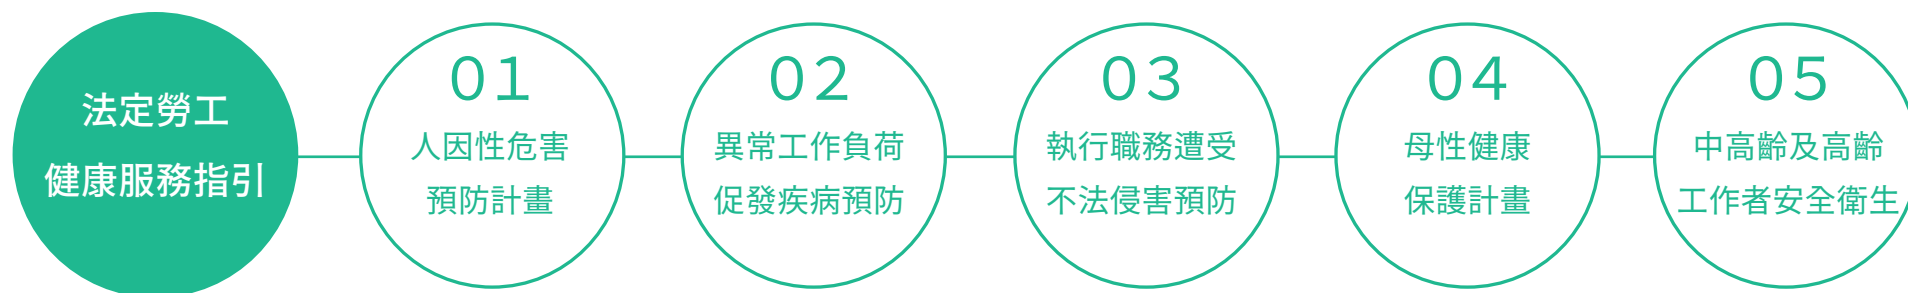 法定勞工
健康服務指引
01
人因性危害
預防計畫
02
異常工作負荷
促發疾病預防
03
執行職務遭受
不法侵害預防
04
母性健康
保護計畫
05
中高齡及高齡
工作者安全衛生